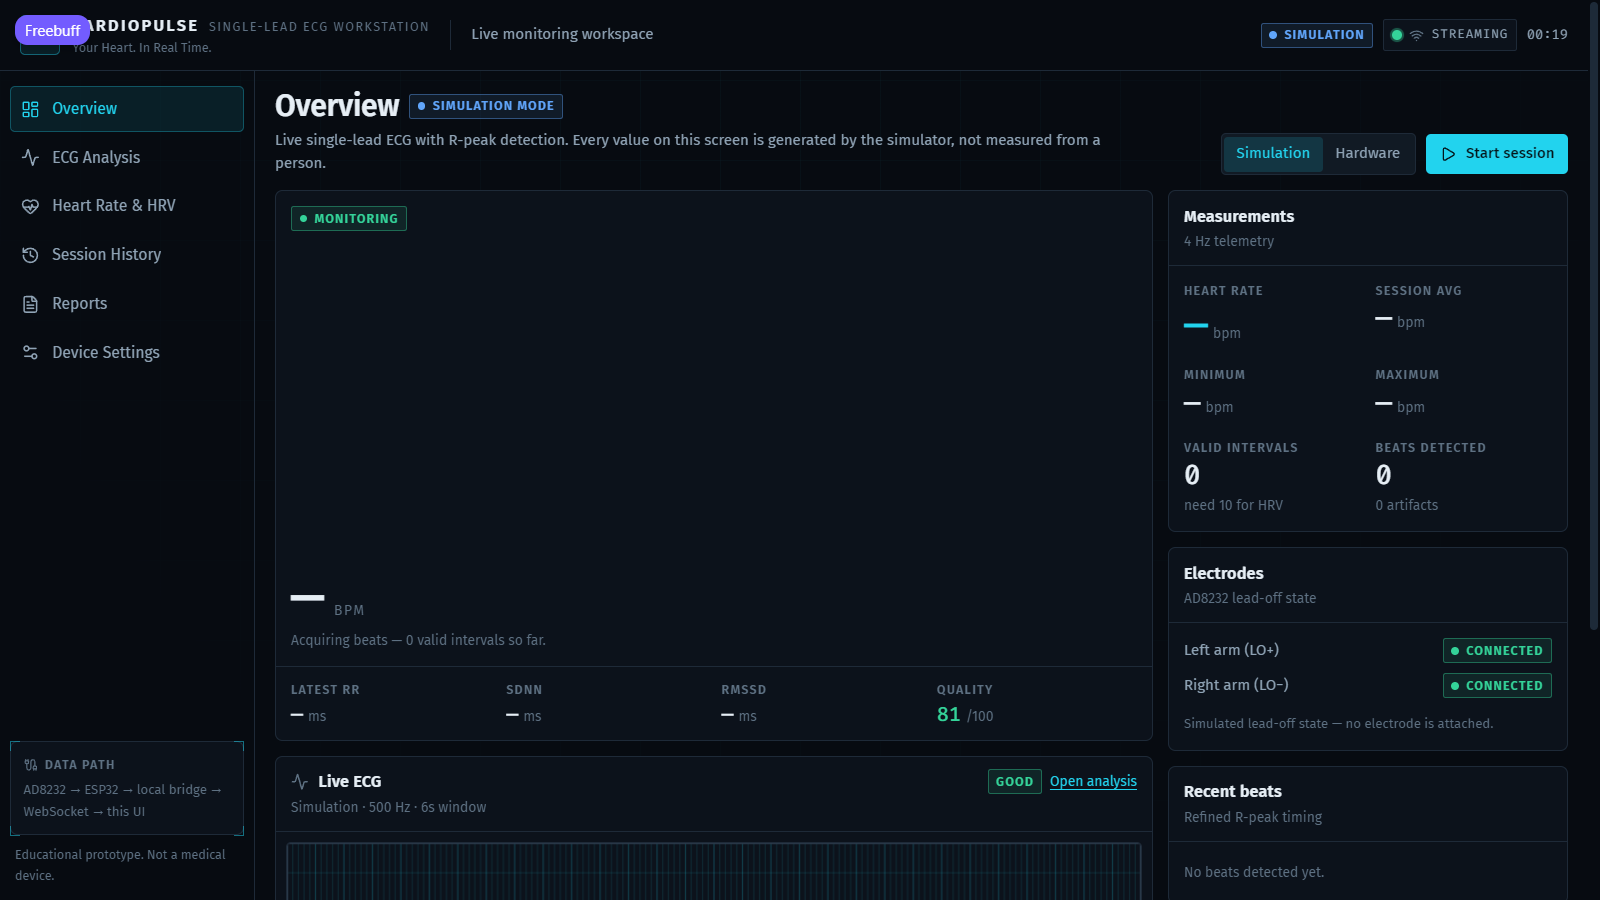 Freebuff
ARDIOPULSE SINGLE-LEAD ECG WORKSTATION
Your Heart. In Real Time.
Live monitoring workspace
SIMULATION
STREAMING
00:19
Overview
ECG Analysis
Heart Rate & HRV
Session History
Reports
Device Settings
DATA PATH
AD8232 → ESP32 → local bridge →
WebSocket → this UI
Educational prototype. Not a medical
device.
Overview
SIMULATION MODE
Live single-lead ECG with R-peak detection. Every value on this screen is generated by the simulator, not measured from a
person.
Simulation
Hardware
Start session
MONITORING
— BPM
Acquiring beats — 0 valid intervals so far.
LATEST RR
— ms
SDNN
— ms
RMSSD
— ms
QUALITY
81 /100
Live ECG
Simulation · 500 Hz · 6s window
GOOD
Open analysis
Measurements
4 Hz telemetry
HEART RATE
— bpm
SESSION AVG
— bpm
MINIMUM
— bpm
MAXIMUM
— bpm
VALID INTERVALS
0
need 10 for HRV
BEATS DETECTED
0
0 artifacts
Electrodes
AD8232 lead-off state
Left arm (LO+)
CONNECTED
Right arm (LO−)
CONNECTED
Simulated lead-off state — no electrode is attached.
Recent beats
Refined R-peak timing
No beats detected yet.